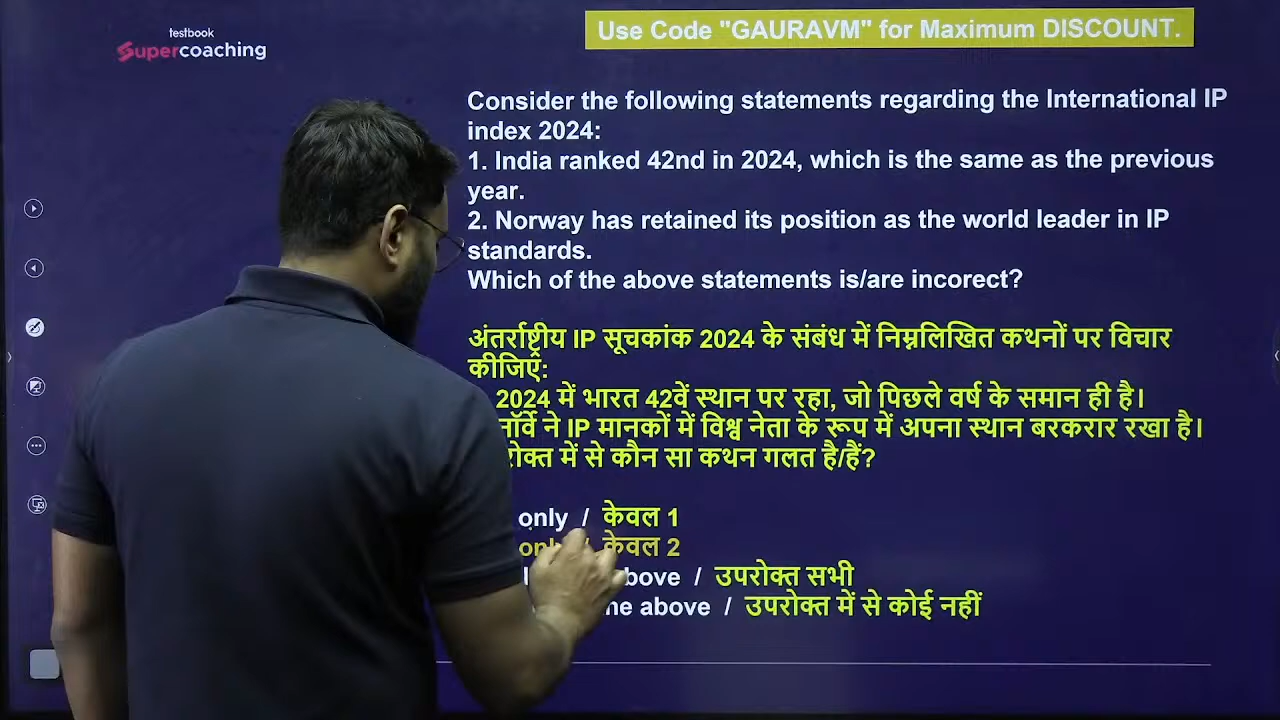 testbook
Supercoaching
Use Code "GAURAVM" for Maximum DISCOUNT.
Consider the following statements regarding the International IP
index 2024:
1. India ranked 42nd in 2024, which is the same as the previous
year.
2. Norway has retained its position as the world leader in IP
standards.
Which of the above statements is/are incorect?
अंतर्राष्ट्रीय IP सूचकांक 2024 के संबंध में निम्नलिखित कथनों पर विचार
कीजिए:
2024 में भारत 42वें स्थान पर रहा, जो पिछले वर्ष के समान ही है।
ने IP मानकों में विश्व नेता के रूप में अपना स्थान बरकरार रखा है।
में से कौन सा कथन गलत है/हैं?
only / केवल 1
केवल 2
above / उपरोक्त सभी
above / उपरोक्त में से कोई नहीं